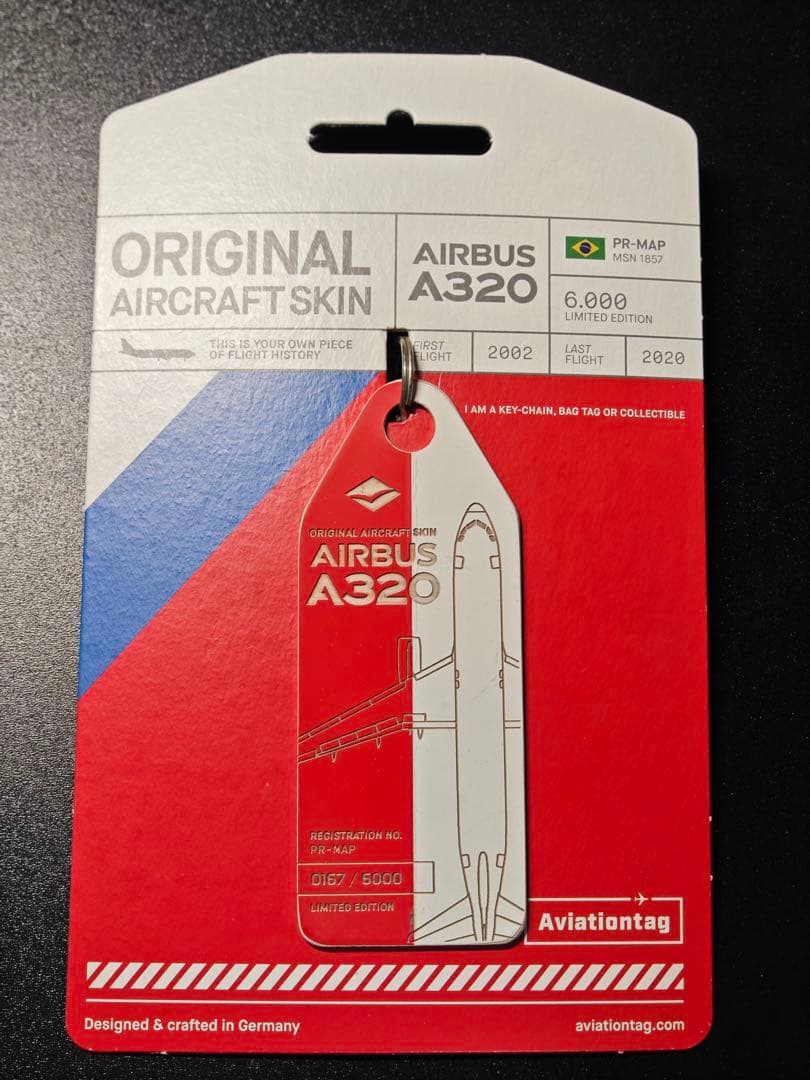 ORIGINAL
AIRCRAFT SKIN
AIRBUS
A320
PR-MAP
MSN 1857
6.000
LIMITED EDITION
THIS IS YOUR OWN PIECE
OF FLIGHT HISTORY
FIRST
FLIGHT
2002
LAST
FLIGHT
2020
I AM A KEY-CHAIN, BAG TAG OR COLLECTIBLE
ORIGINAL AIRCRAFT SKIN
AIRBUS
A320
REGISTRATION NO.
PR-MAP
0167 / 6000
LIMITED EDITION
Aviationtag
Designed & crafted in Germany
aviationtag.com